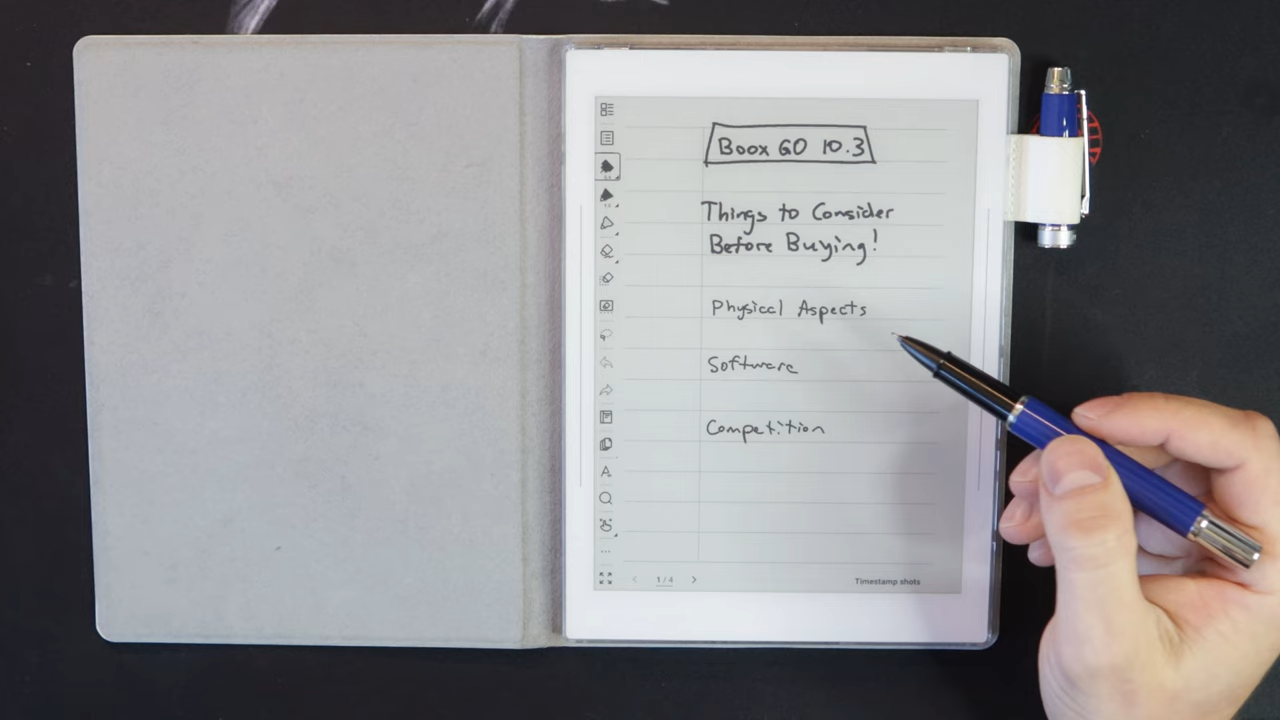 Boox GO 10.3
Things to Consider
Before Buying!
Physical Aspects
Software
Competition
1/4
Timestamp shots